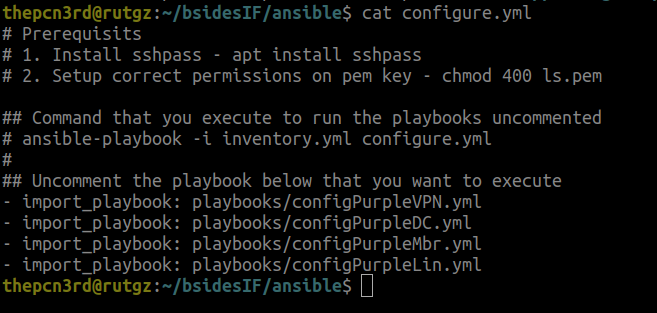 thepcn3rd@rutgz:~/bsidesIF/ansible$ cat configure.yml
# Prerequisits
# 1. Install sshpass - apt install sshpass
# 2. Setup correct permissions on pem key - chmod 400 ls.pem
## Command that you execute to run the playbooks uncommented
# ansible-playbook -i inventory.yml configure.yml
#
## Uncomment the playbook below that you want to execute
- import_playbook: playbooks/configPurpleVPN.yml
- import_playbook: playbooks/configPurpleDC.yml
- import_playbook: playbooks/configPurpleMbr.yml
- import_playbook: playbooks/configPurpleLin.yml
thepcn3rd@rutgz:~/bsidesIF/ansible$